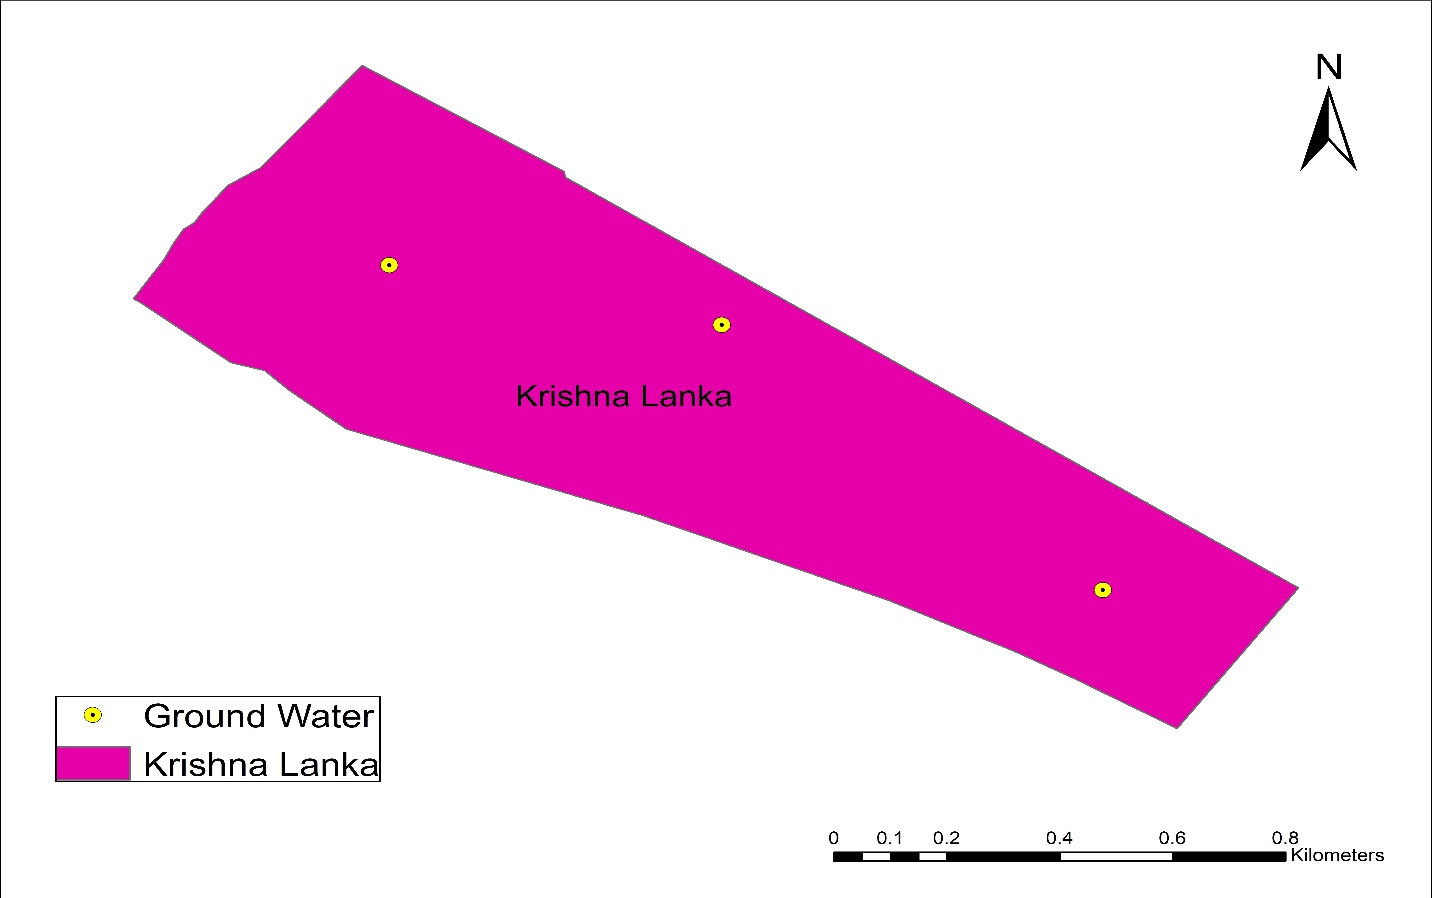 N
Krishna Lanka
Ground Water
Krishna Lanka
0 0.1 0.2 0.4 0.6 0.8
Kilometers